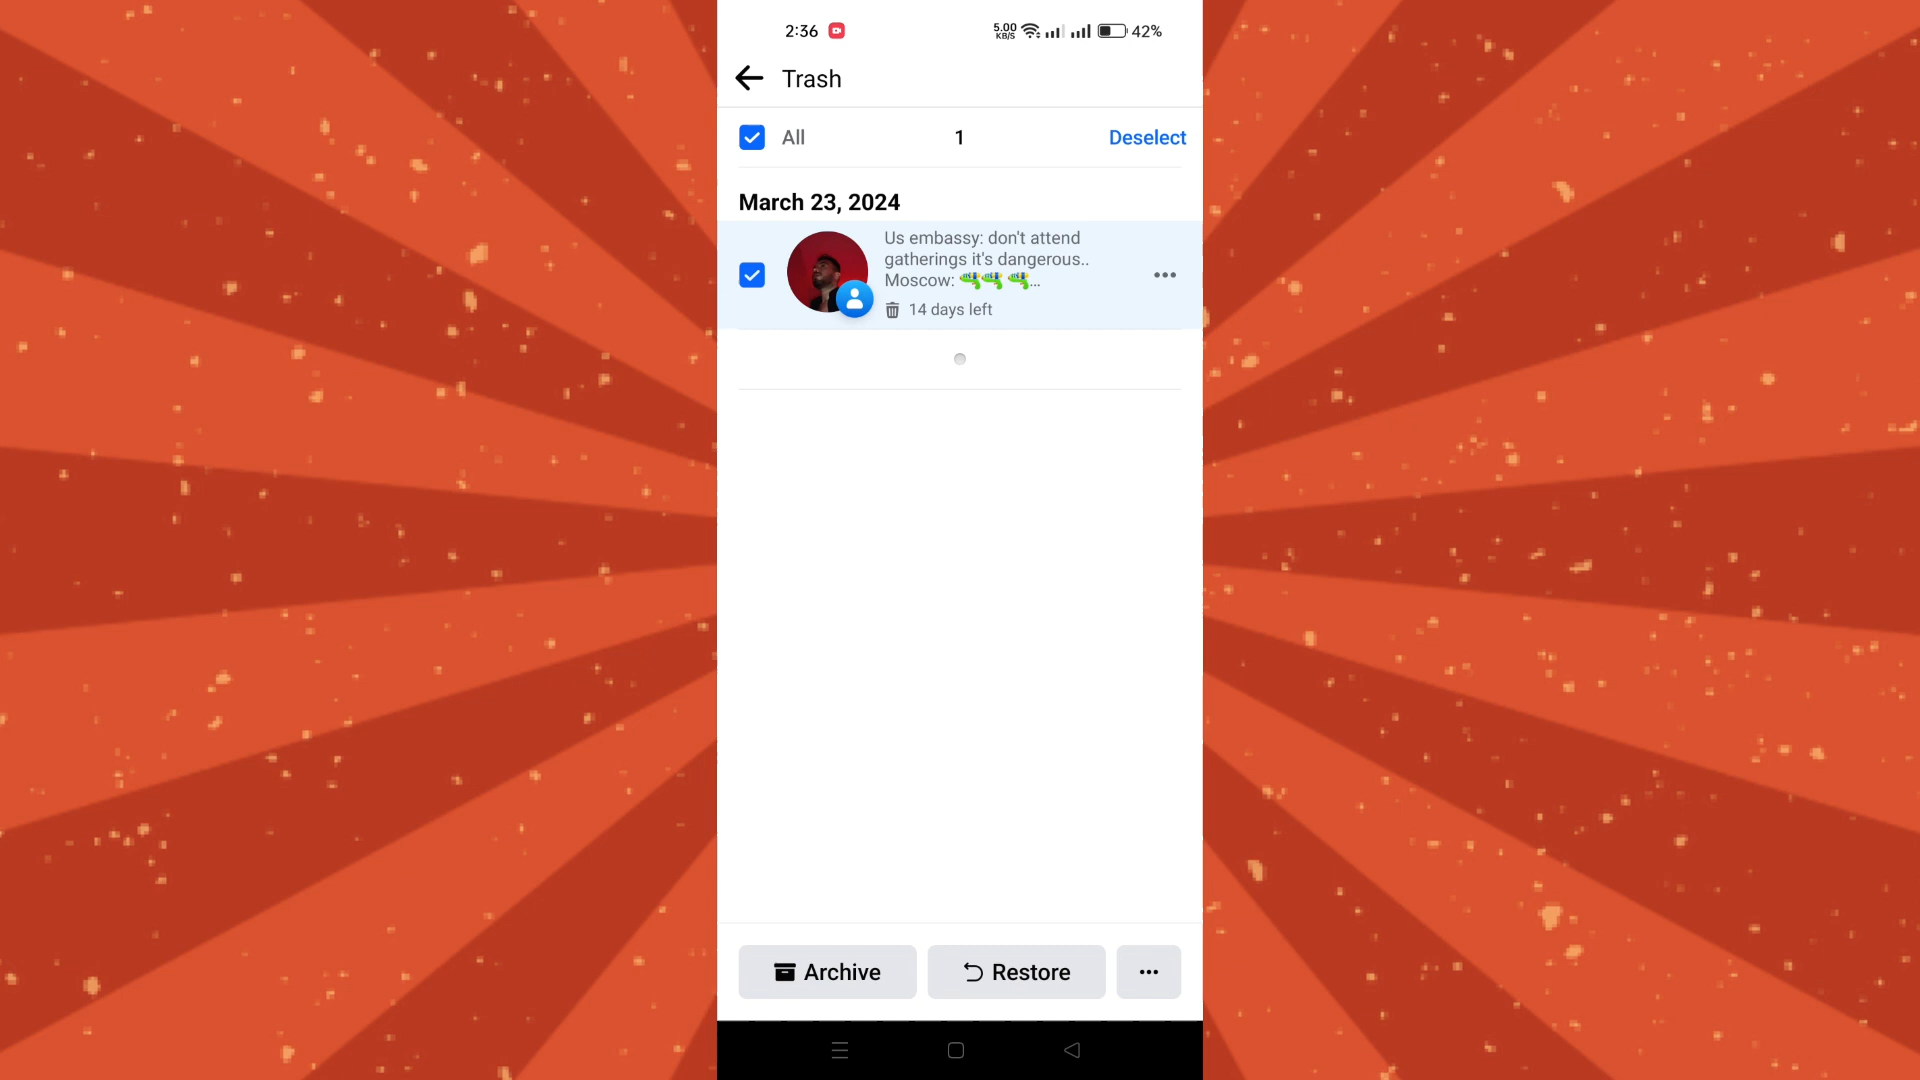 2:36
5.00 KB/S 42%
Trash
All 1 Deselect
March 23, 2024
Us embassy: don't attend
gatherings it's dangerous..
Moscow: 🔫🔫 🔫...
14 days left
Archive Restore